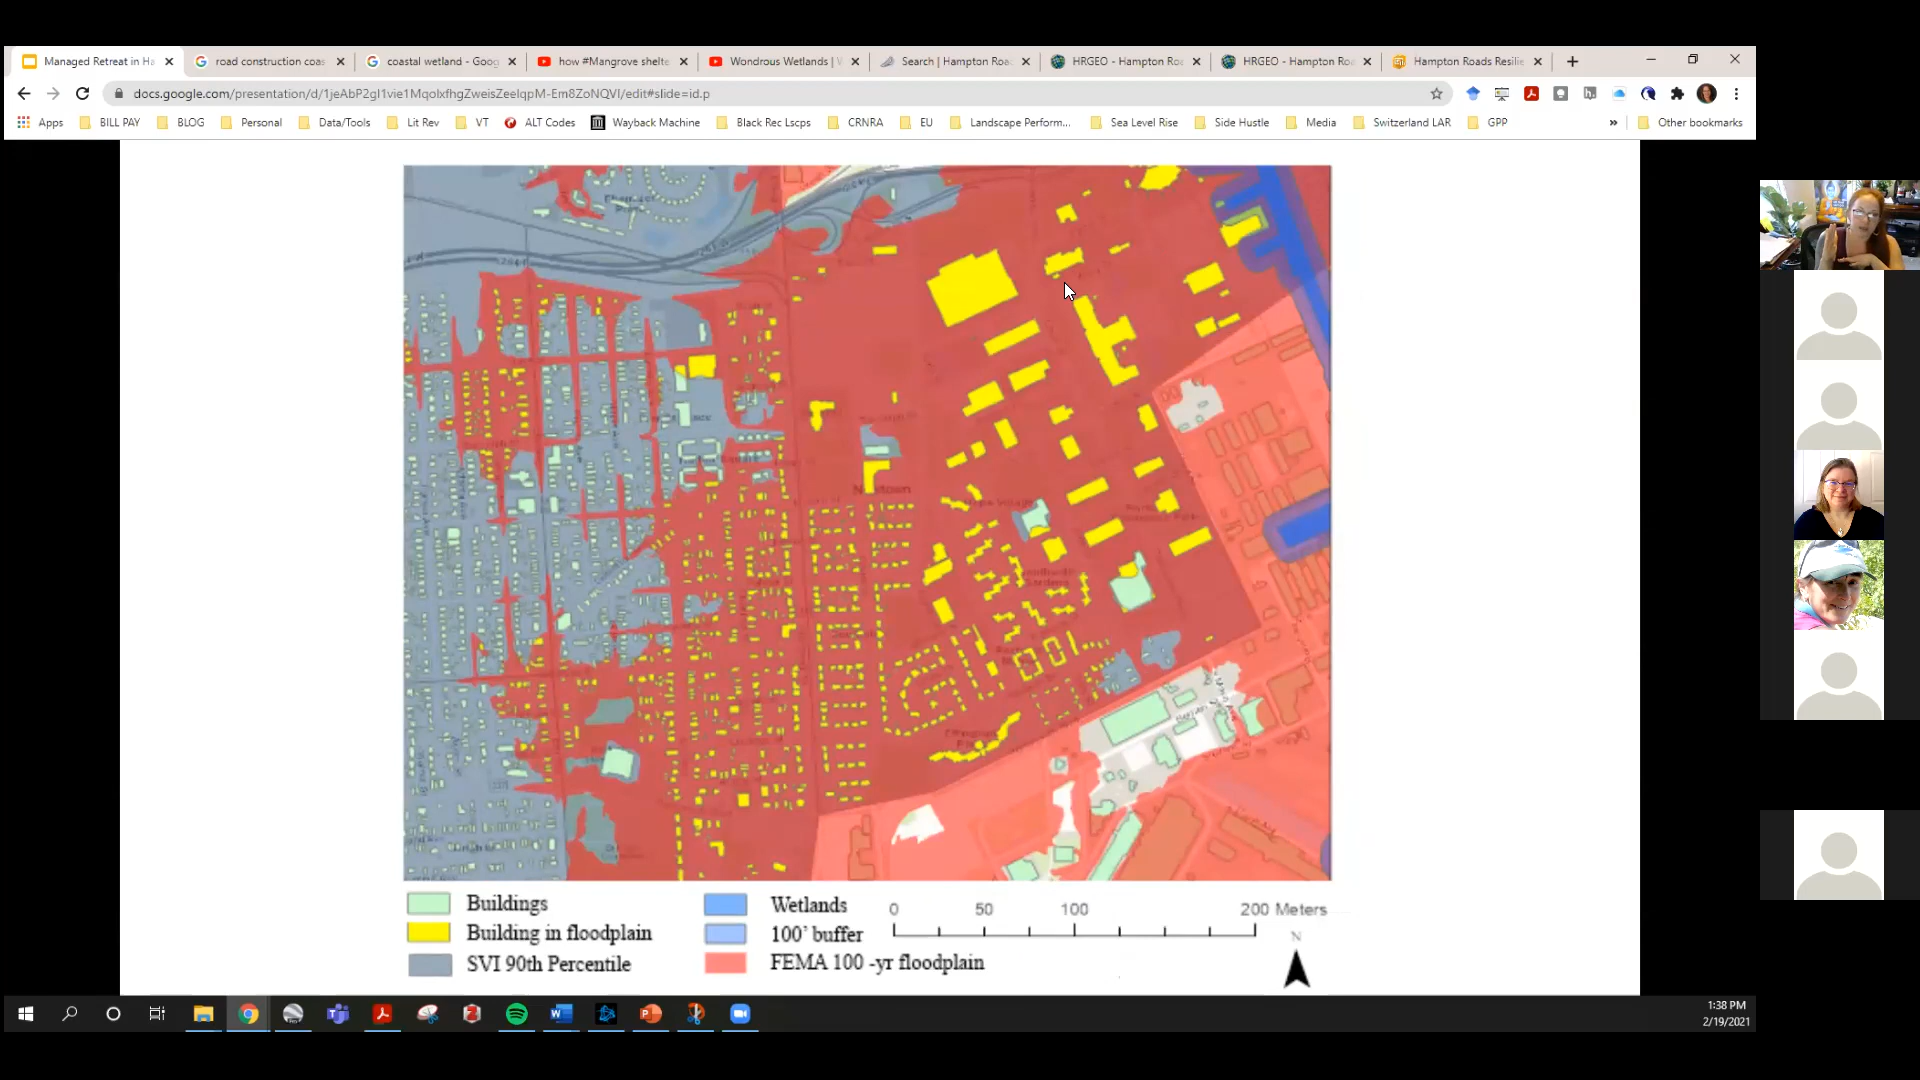 Managed Retreat in Ha
road construction coa
coastal wetland - Goog
how #Mangrove shelte
Wondrous Wetlands | V
Search | Hampton Roa
HRGEO - Hampton Roa
HRGEO - Hampton Roa
Hampton Roads Resilie
docs.google.com/presentation/d/
/edit#slide=id.p
Apps
BILL PAY
BLOG
Personal
Data/Tools
Lit Rev
VT
ALT Codes
Wayback Machine
Black Rec Lscps
CRNRA
EU
Landscape Perform...
Sea Level Rise
Side Hustle
Media
Switzerland LAR
GPP
»
Other bookmarks
Buildings
Building in floodplain
SVI 90th Percentile
Wetlands
100' buffer
FEMA 100 -yr floodplain
0 50 100 200 Meters
N
1:38 PM
2/19/2021